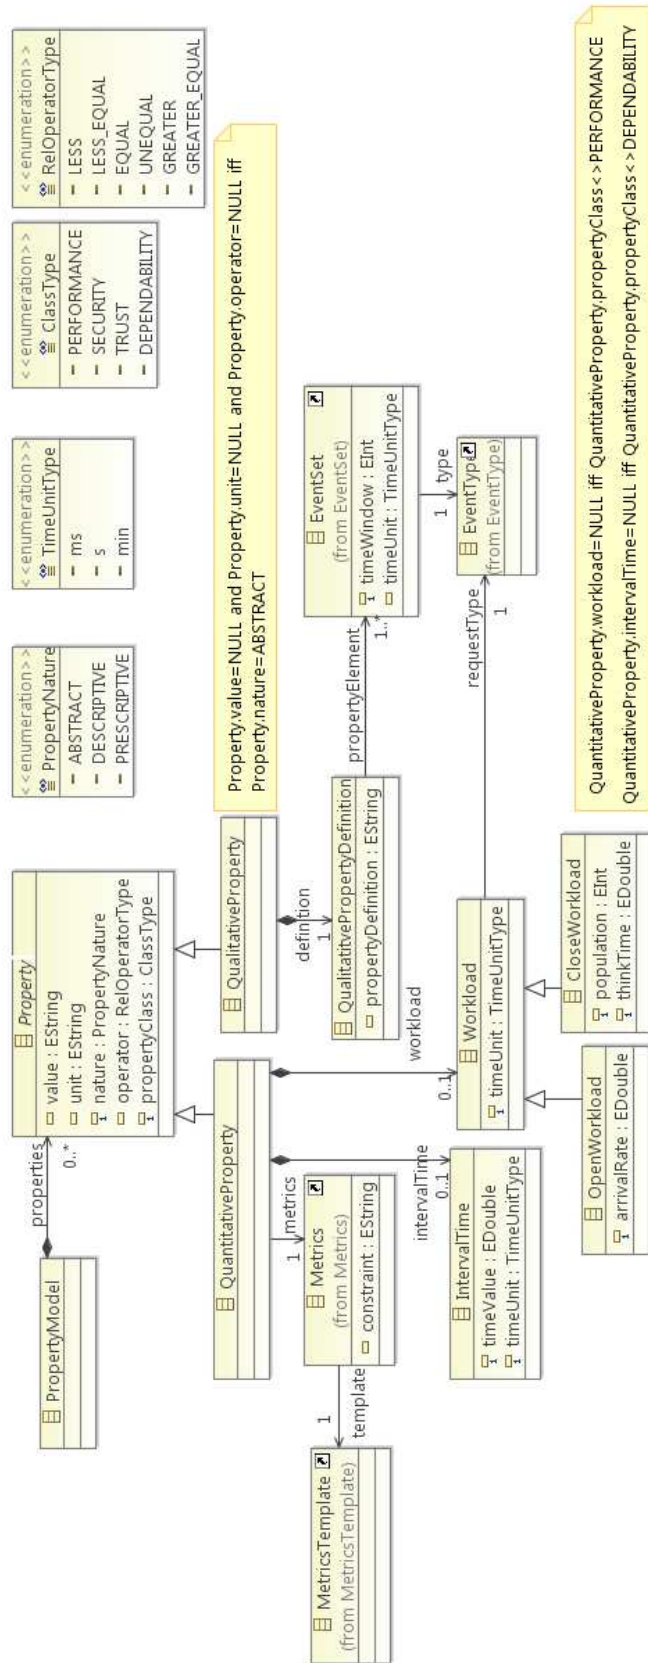 PropertyModel
properties
0..*
Property
value : EString
unit : EString
nature : PropertyNature
operator : RelOperatorType
propertyClass : ClassType
<<enumeration>>
PropertyNature
ABSTRACT
DESCRIPTIVE
PRESCRIPTIVE
<<enumeration>>
TimeUnitType
ms
s
min
<<enumeration>>
ClassType
PERFORMANCE
SECURITY
TRUST
DEPENDABILITY
<<enumeration>>
RelOperatorType
LESS
LESS_EQUAL
EQUAL
UNEQUAL
GREATER
GREATER_EQUAL
QuantitativeProperty
QualitativeProperty
Property.value=NULL and Property.unit=NULL and Property.operator=NULL iff
Property.nature=ABSTRACT
metrics
1
definition
1
MetricsTemplate
(from MetricsTemplate)
1
template
Metrics
(from Metrics)
constraint : EString
QualitatitvePropertyDefinition
propertyDefinition : EString
propertyElement
1..*
EventSet
(from EventSet)
timeWindow : EInt
timeUnit : TimeUnitType
intervalTime
0..1
workload
0..1
1
type
IntervalTime
timeValue : EDouble
timeUnit : TimeUnitType
Workload
timeUnit : TimeUnitType
requestType
1
EventType
(from EventType)
OpenWorkload
arrivalRate : EDouble
CloseWorkload
population : EInt
thinkTime : EDouble
QuantitativeProperty.workload=NULL iff QuantitativeProperty.propertyClass<>PERFORMANCE
QuantitativeProperty.intervalTime=NULL iff QuantitativeProperty.propertyClass<>DEPENDABILITY